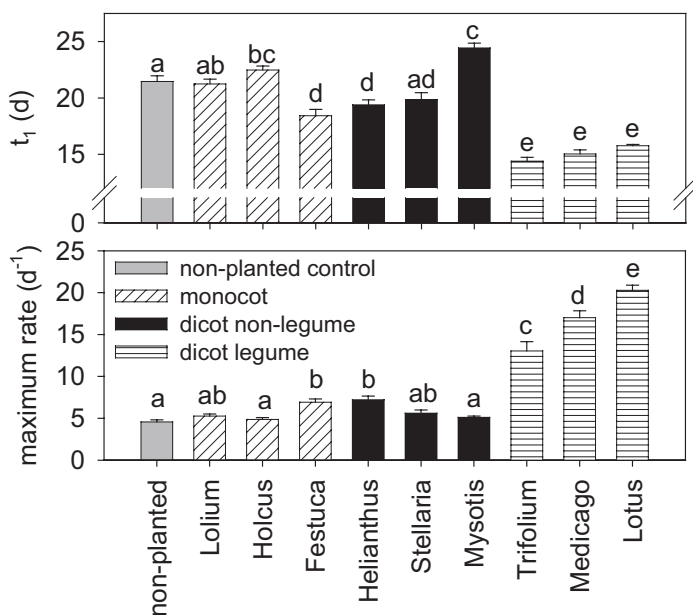 25
20
15
0
t₁ (d)
a
ab
bc
d
d
ad
c
e
e
e
25
20
15
10
5
0
maximum rate (d⁻¹)
non-planted control
monocot
dicot non-legume
dicot legume
a
ab
a
b
b
ab
a
c
d
e
non-planted
Lolium
Holcus
Festuca
Helianthus
Stellaria
Mysotis
Trifolium
Medicago
Lotus